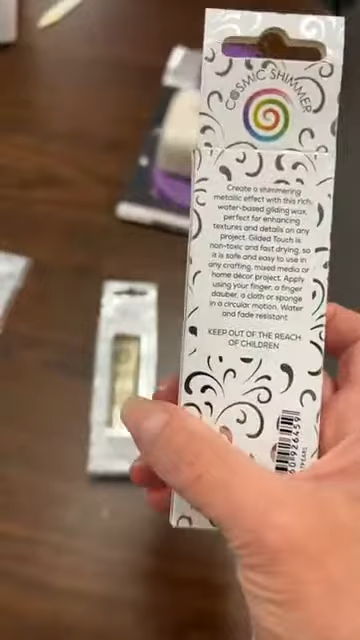 COSMIC SHIMMER
Create a shimmering
metallic effect with this rich,
water-based gilding wax,
perfect for enhancing
textures and details on any
project. Gilded Touch is
non-toxic and fast drying, so
it is safe and easy to use in
any crafting, mixed media or
home décor project. Apply
using your finger, a finger
dauber, a cloth or sponge
in a circular motion. Water
and fade resistant.
KEEP OUT OF THE REACH
OF CHILDREN